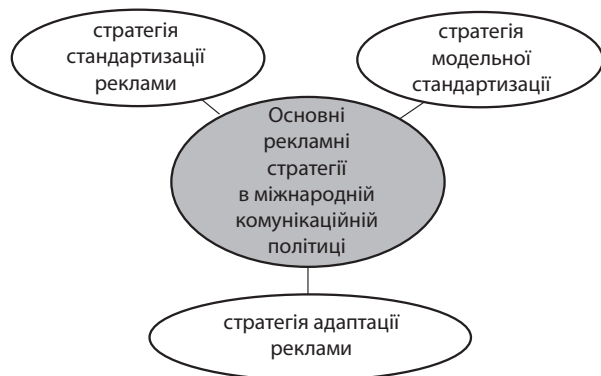 стратегія
стандартизації
реклами
стратегія
модельної
стандартизації
Основні
рекламні
стратегії
в міжнародній
комунікаційній
політиці
стратегія адаптації
реклами